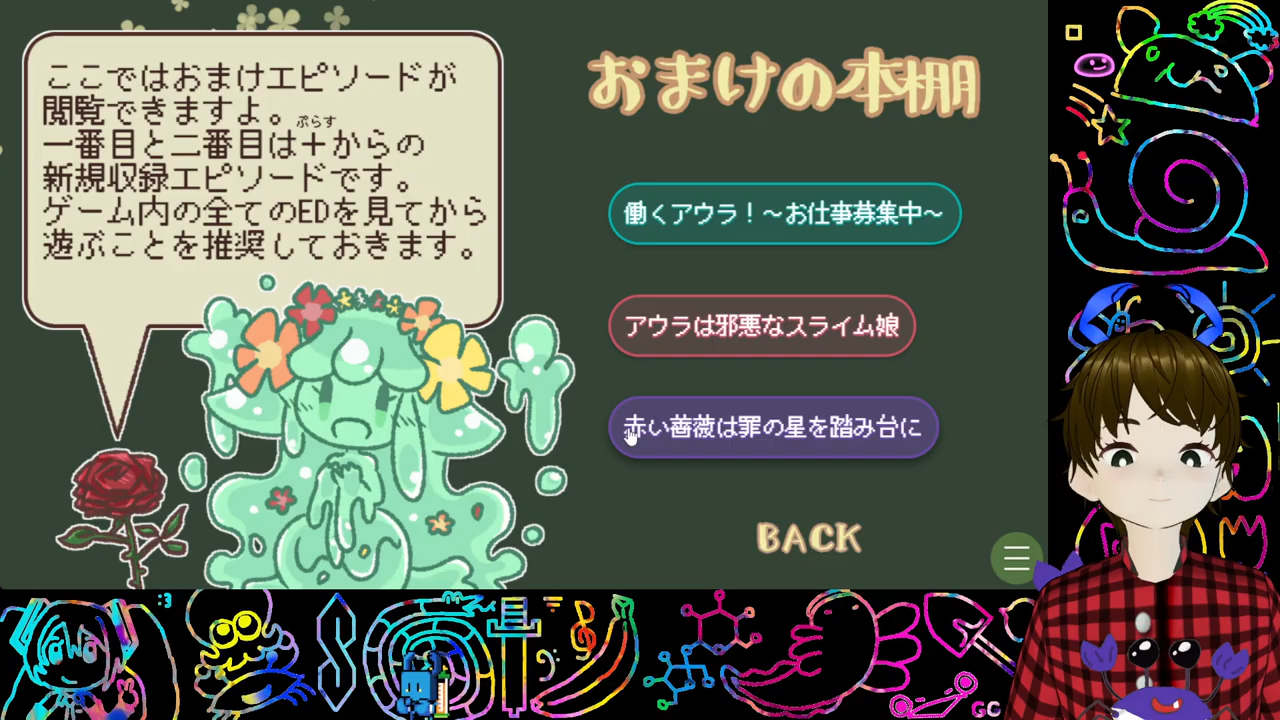 ここではおまけエピソードが
閲覧できますよ。
ぷらす
一番目と二番目は＋からの
新規収録エピソードです。
ゲーム内の全てのEDを見てから
遊ぶことを推奨しておきます。
おまけの本棚
働くアウラ！～お仕事募集中～
アウラは邪悪なスライム娘
赤い薔薇は罪の星を踏み台に
BACK
:3
GO